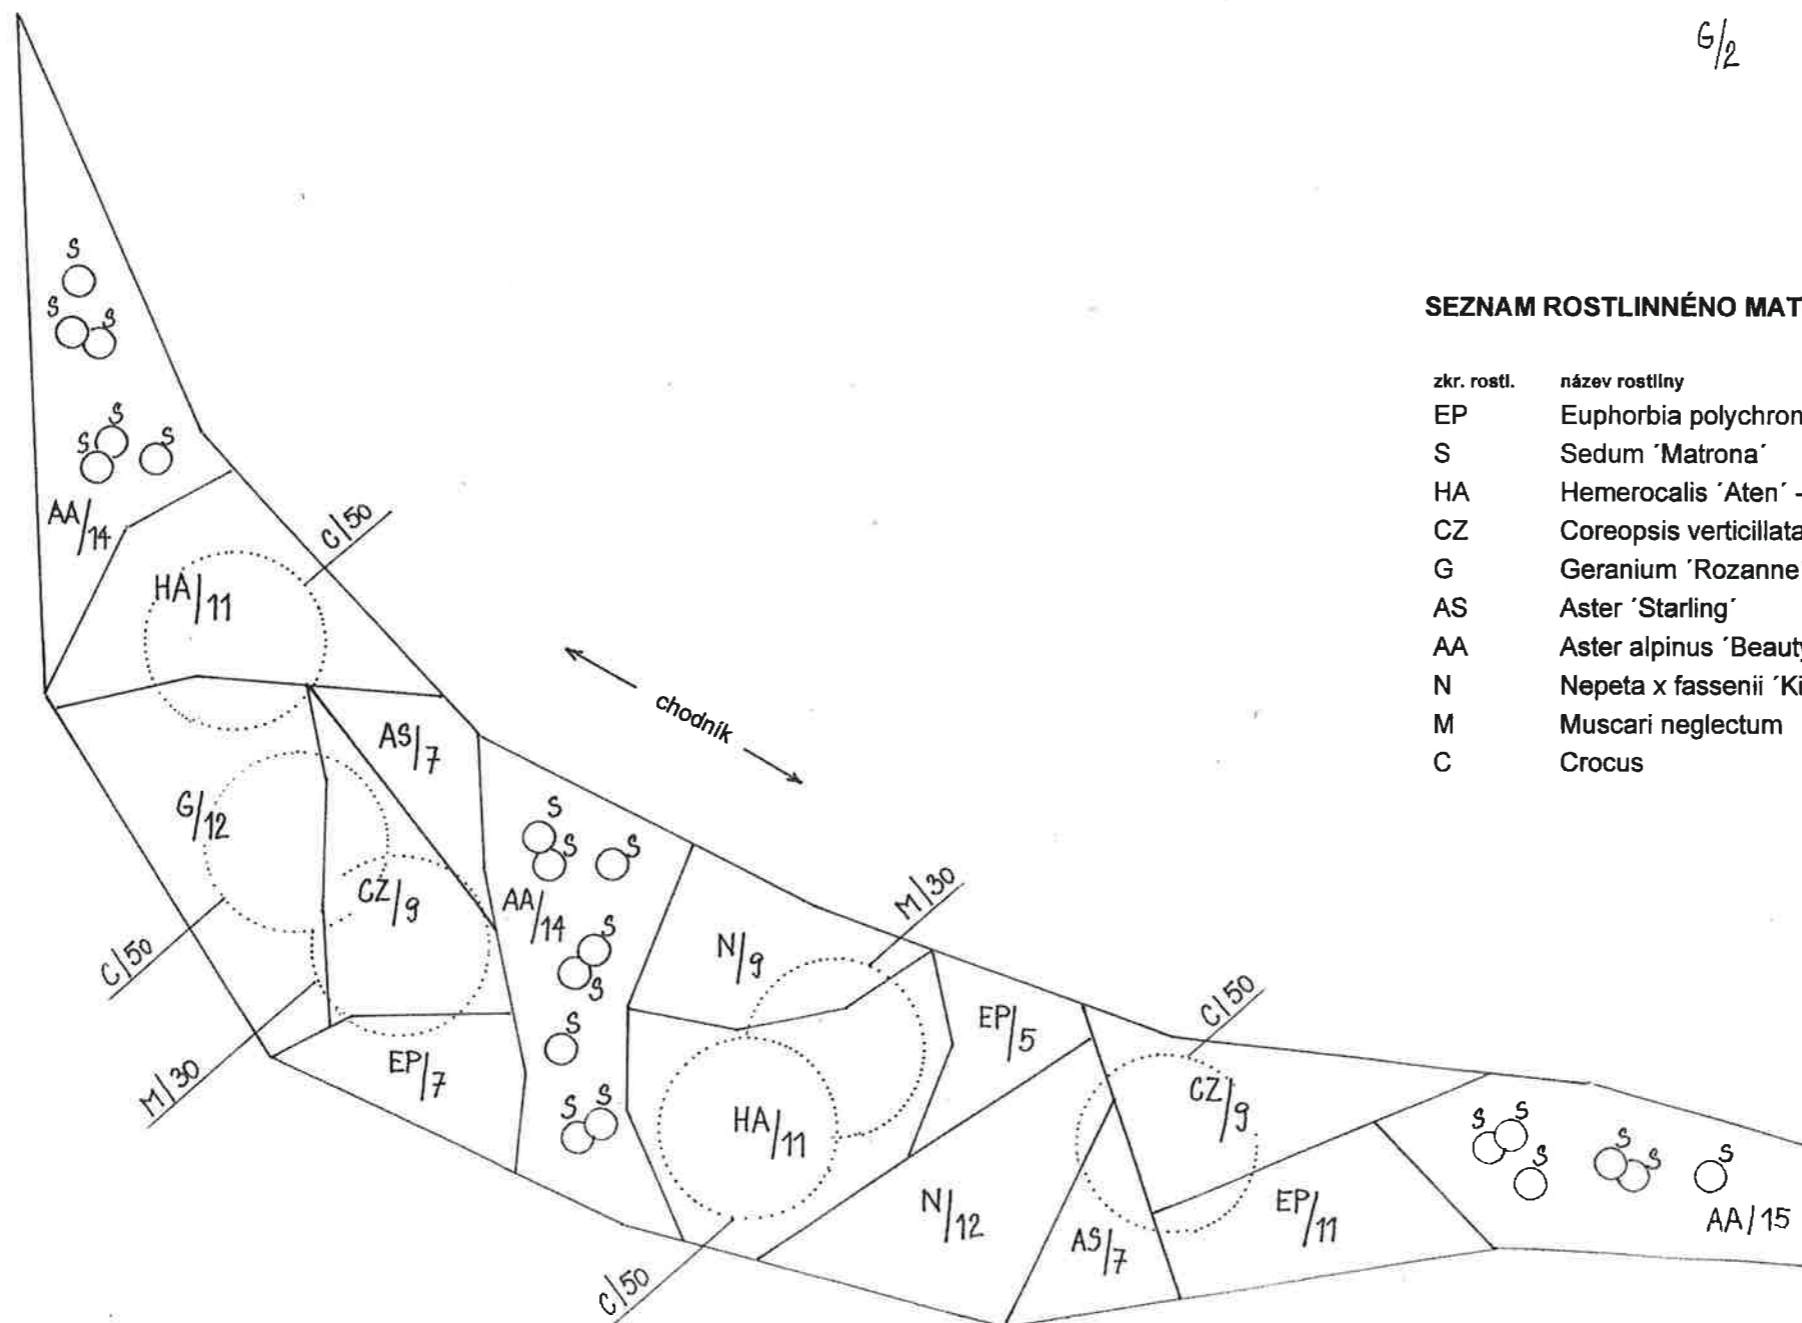 G/2
S
S
S
S
S
S
AA/14
C/50
HA/11
chodník
AS/7
G/12
CZ/9
C/50
M/30
EP/7
S
S
S
AA/14
S
S
S
S
S
N/9
M/30
HA/11
C/50
EP/5
N/12
C/50
CZ/9
AS/7
EP/11
S
S
S
S
S
S
AA/15
SEZNAM ROSTLINNÉNO MAT
zkr. rostl. název rostliny
EP Euphorbia polychron
S Sedum ´Matrona´
HA Hemerocalis ´Aten´ -
CZ Coreopsis verticillata
G Geranium ´Rozanne
AS Aster ´Starling´
AA Aster alpinus ´Beauty
N Nepeta x fassenii ´Ki
M Muscari neglectum
C Crocus